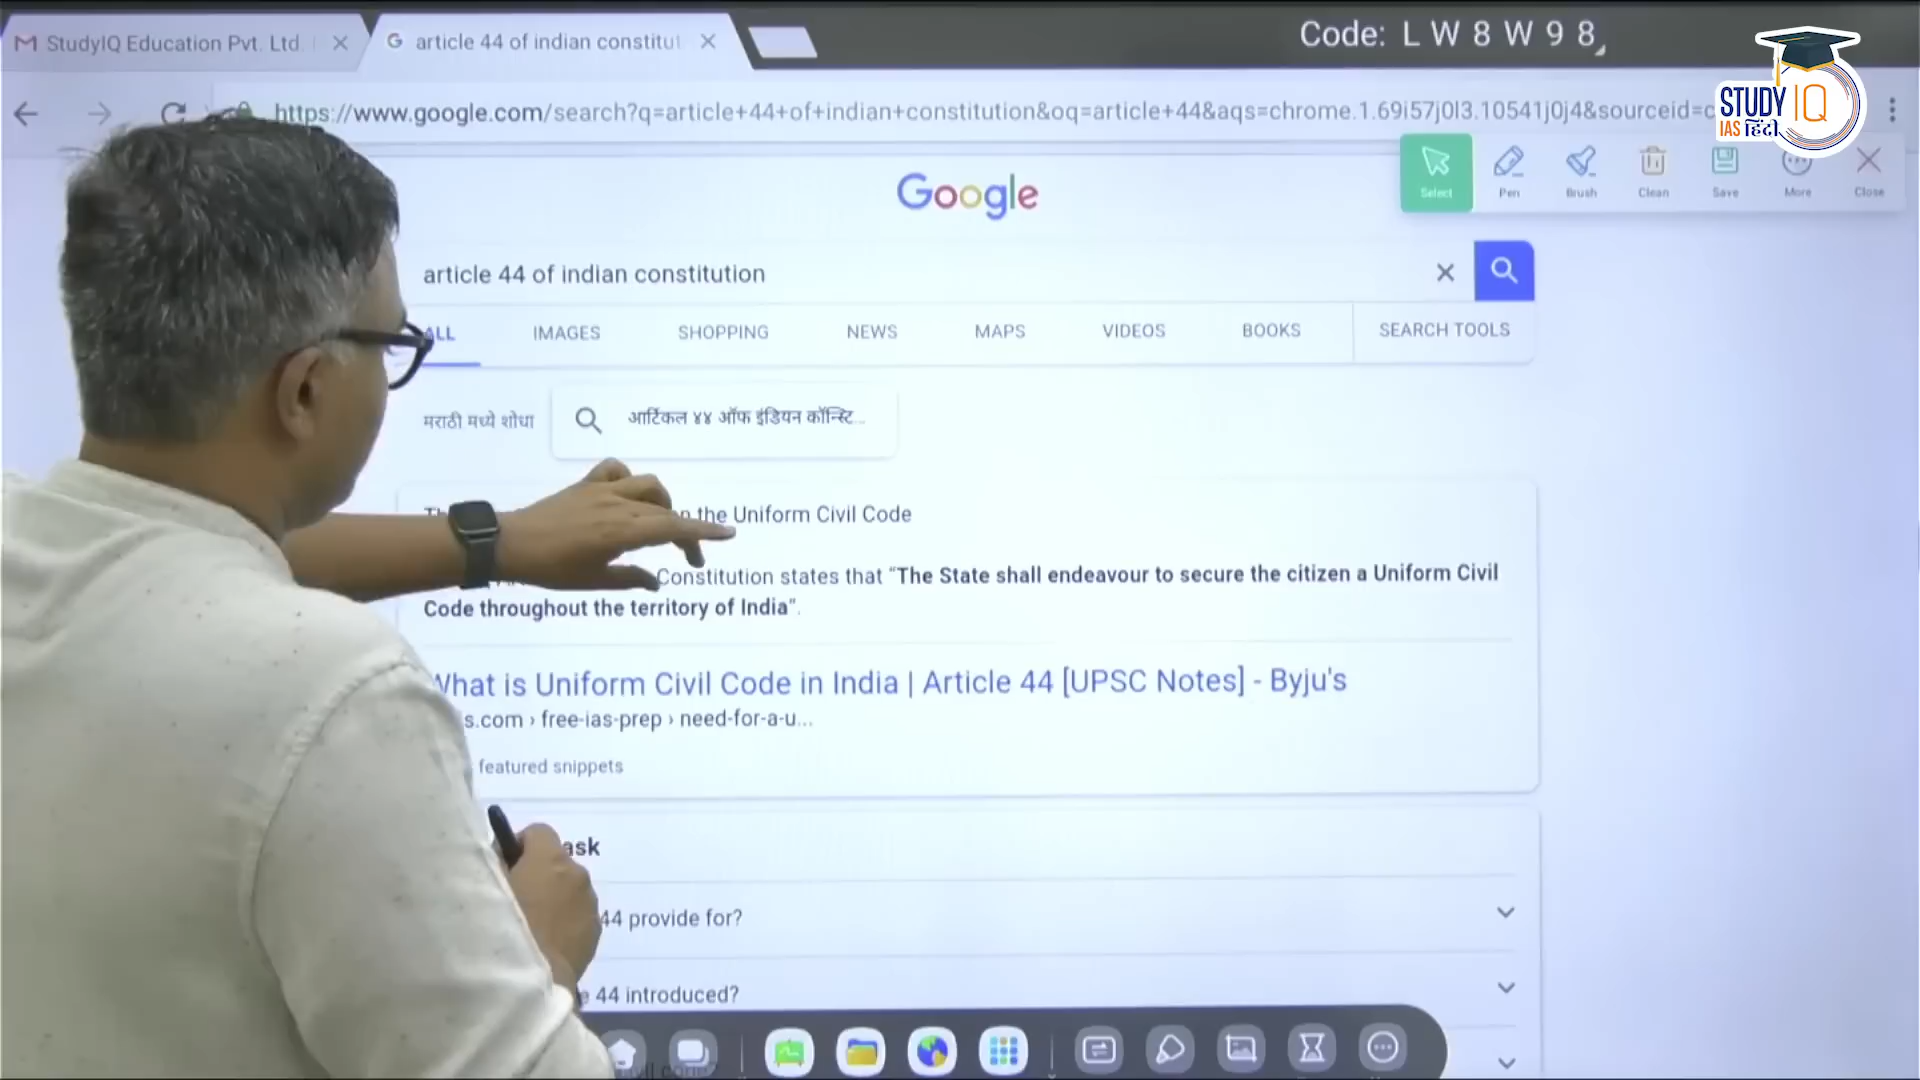 Code: L W 8 W 9 8
StudyIQ Education Pvt. Ltd.
article 44 of indian constitut
STUDY IQ
IAS हिंदी
https://www.google.com/search?q=article+44+of+indian+constitution&oq=article+44&aqs=chrome.1.69i57j0l3.10541j0j4&sourceid=c
Select Pen Brush Clean Save More Close
Google
article 44 of indian constitution
ALL IMAGES SHOPPING NEWS MAPS VIDEOS BOOKS SEARCH TOOLS
मराठी मध्ये शोधा
आर्टिकल ४४ ऑफ इंडियन कॉन्स्टि...
the Uniform Civil Code
Constitution states that “The State shall endeavour to secure the citizen a Uniform Civil
Code throughout the territory of India”.
What is Uniform Civil Code in India | Article 44 [UPSC Notes] - Byju's
s.com › free-ias-prep › need-for-a-u...
featured snippets
ask
44 provide for?
44 introduced?